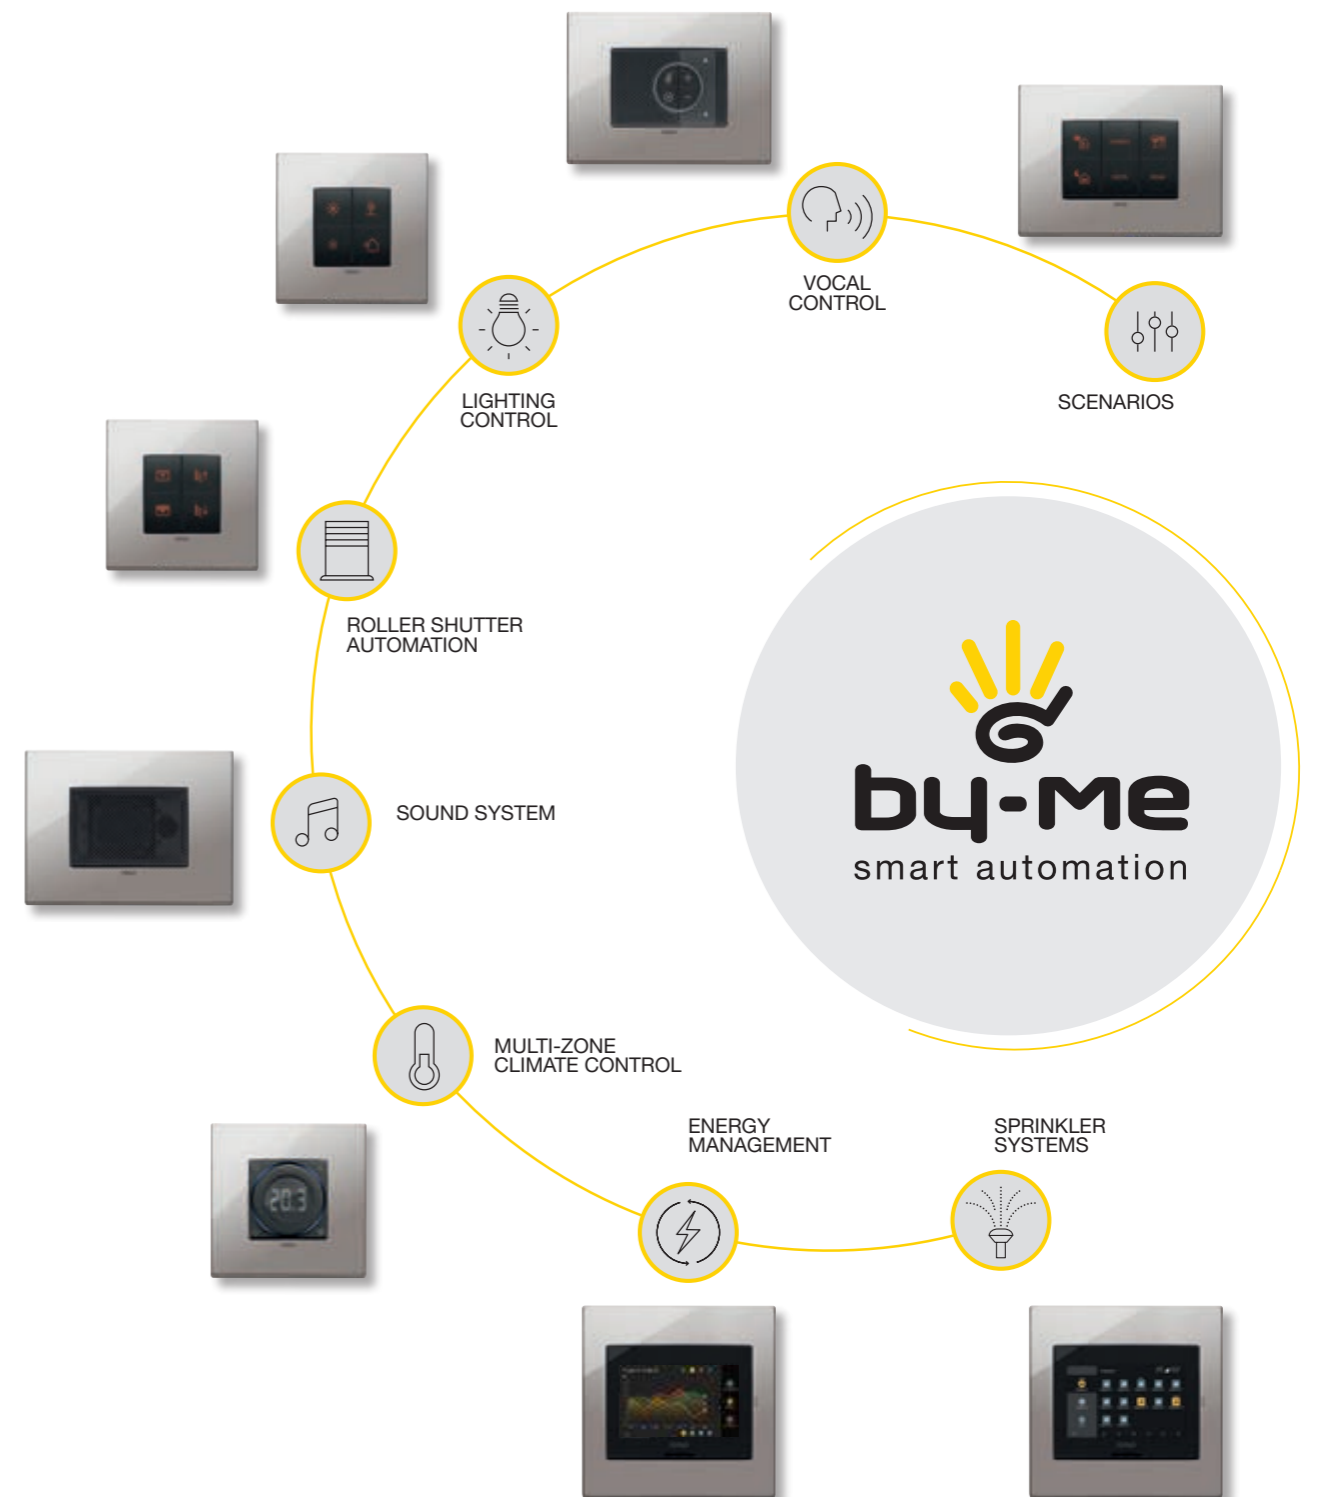 VOCAL
CONTROL
SCENARIOS
LIGHTING
CONTROL
ROLLER SHUTTER
AUTOMATION
by-me
smart automation
SOUND SYSTEM
MULTI-ZONE
CLIMATE CONTROL
ENERGY
MANAGEMENT
SPRINKLER
SYSTEMS
20.3